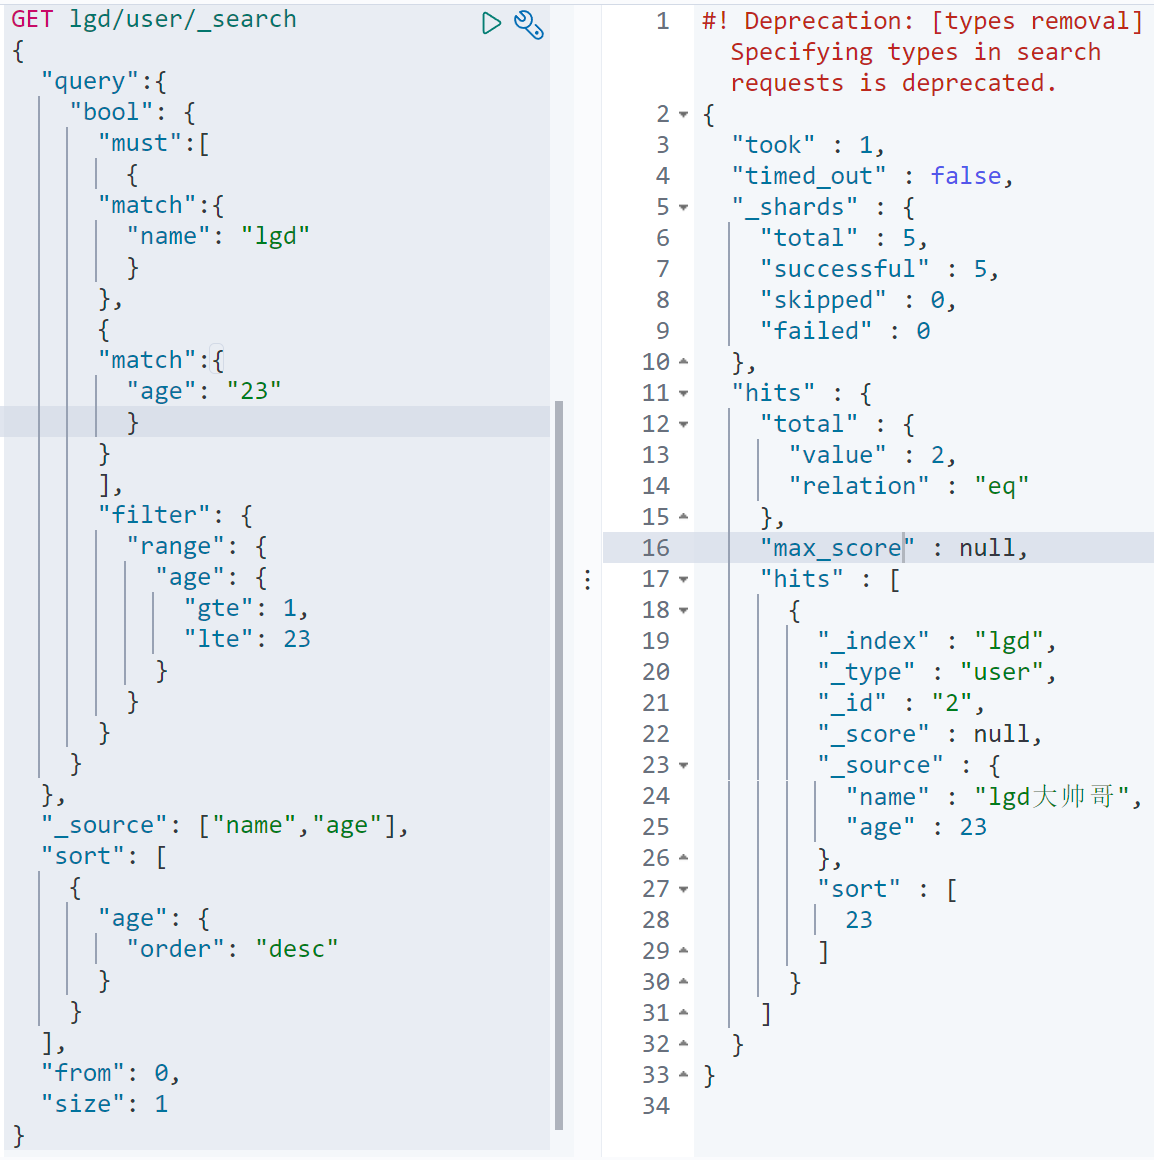 GET lgd/user/_search
{
  "query":{
    "bool": {
      "must":[
        {
      "match":{
        "name": "lgd"
        }
      },
      {
      "match":{
        "age": "23"
        }
      }
      ],
      "filter": {
        "range": {
          "age": {
            "gte": 1,
            "lte": 23
          }
        }
      }
    }
  },
  "_source": ["name","age"],
  "sort": [
    {
      "age": {
        "order": "desc"
      }
    }
  ],
  "from": 0,
  "size": 1
}
1 #! Deprecation: [types removal]
Specifying types in search
requests is deprecated.
2 {
3   "took" : 1,
4   "timed_out" : false,
5   "_shards" : {
6     "total" : 5,
7     "successful" : 5,
8     "skipped" : 0,
9     "failed" : 0
10   },
11   "hits" : {
12     "total" : {
13       "value" : 2,
14       "relation" : "eq"
15     },
16     "max_score" : null,
17     "hits" : [
18       {
19         "_index" : "lgd",
20         "_type" : "user",
21         "_id" : "2",
22         "_score" : null,
23         "_source" : {
24           "name" : "lgd大帅哥",
25           "age" : 23
26         },
27         "sort" : [
28           23
29         ]
30       }
31     ]
32   }
33 }
34